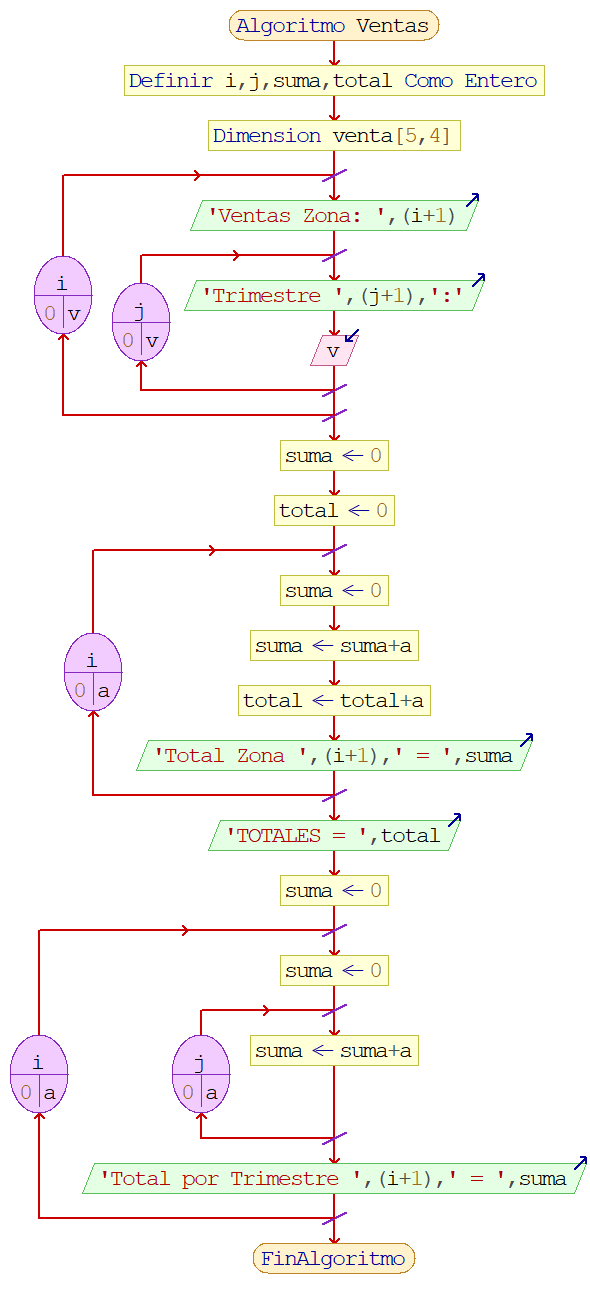 Algoritmo Ventas
Definir i,j,suma,total Como Entero
Dimension venta[5,4]
'Ventas Zona: ',(i+1)
i
0 v
j
0 v
'Trimestre ',(j+1),':'
v
suma ← 0
total ← 0
i
0 a
suma ← 0
suma ← suma+a
total ← total+a
'Total Zona ',(i+1),' = ',suma
'TOTALES = ',total
suma ← 0
suma ← 0
i
0 a
j
0 a
suma ← suma+a
'Total por Trimestre ',(i+1),' = ',suma
FinAlgoritmo